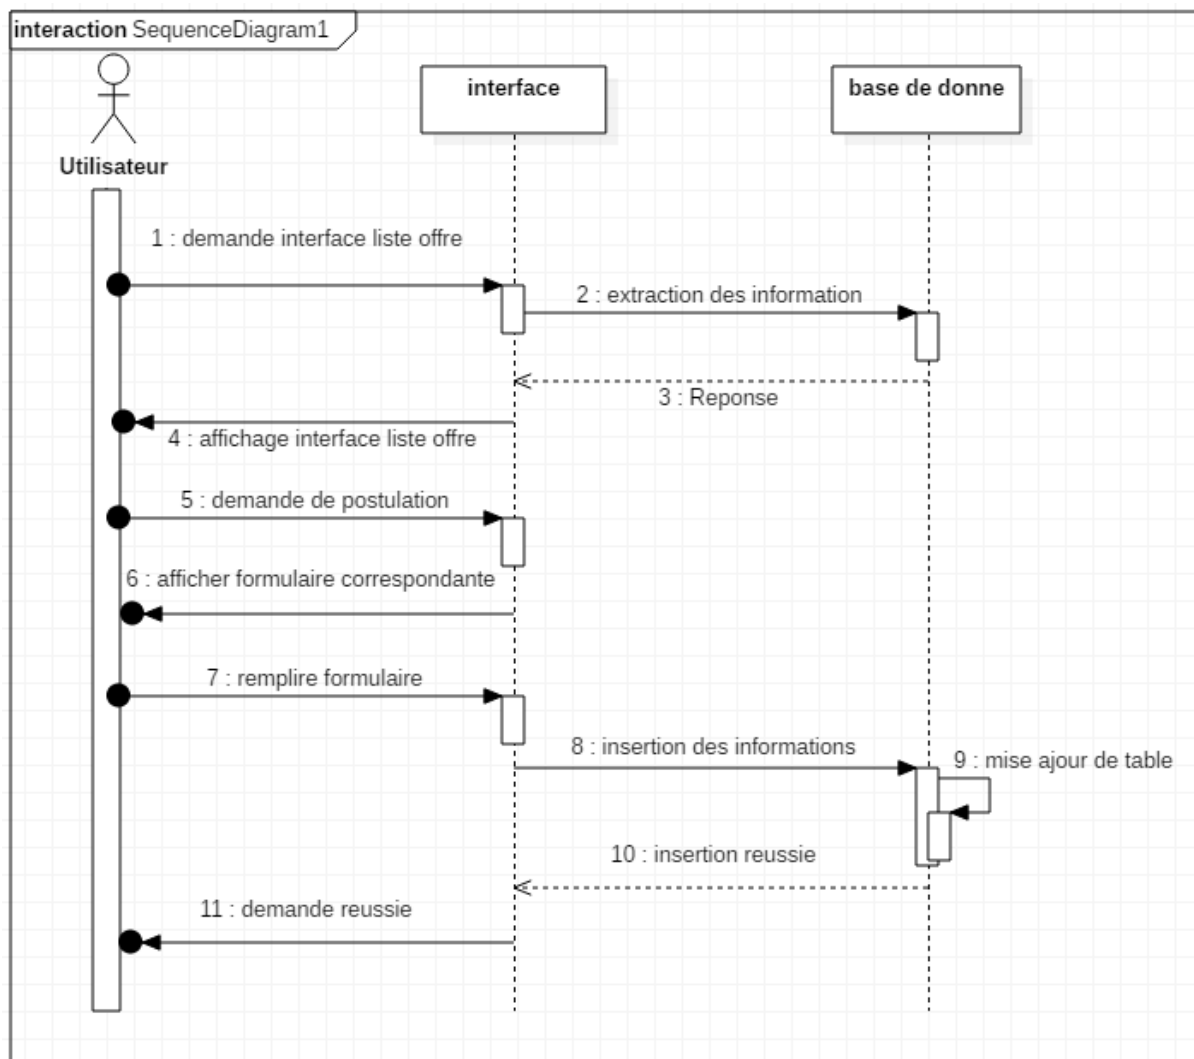 interaction SequenceDiagram1
interface
base de donne
Utilisateur
1 : demande interface liste offre
2 : extraction des information
3 : Reponse
4 : affichage interface liste offre
5 : demande de postulation
6 : afficher formulaire correspondante
7 : remplire formulaire
8 : insertion des informations
9 : mise ajour de table
10 : insertion reussie
11 : demande reussie